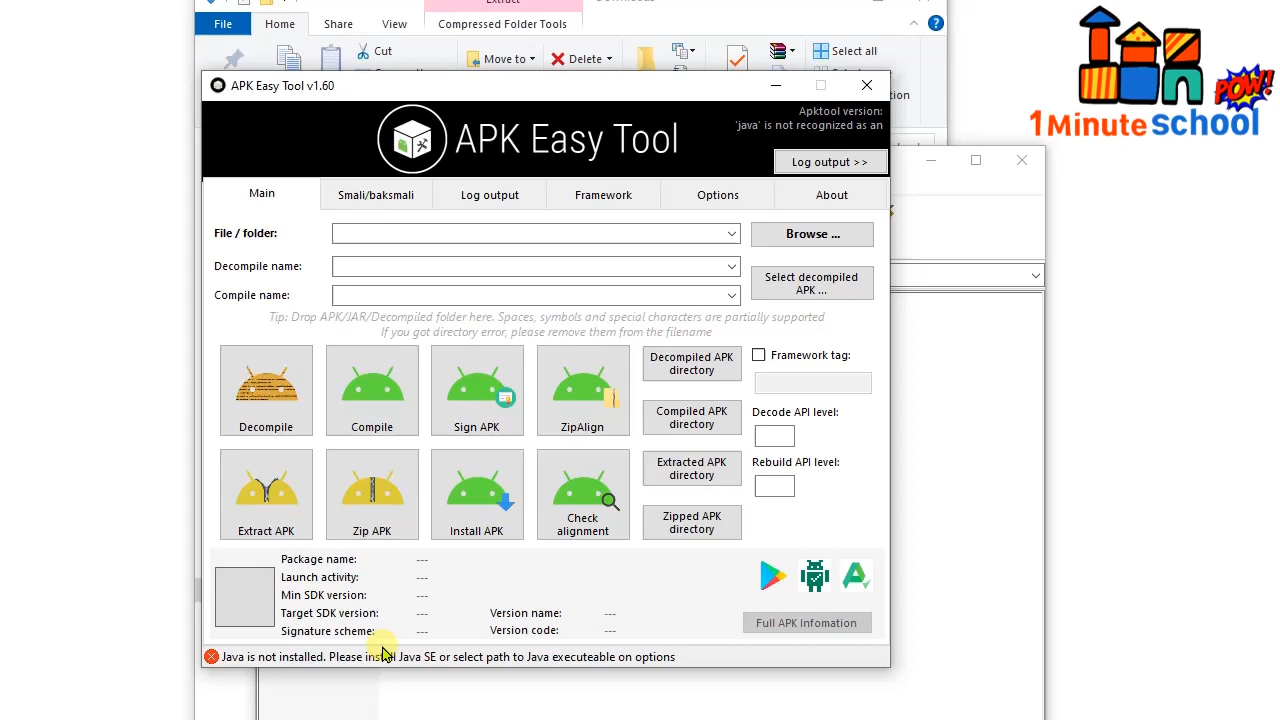 Extract
Downloads
File
Home
Share
View
Compressed Folder Tools
Cut
Move to
Delete
Select all
APK Easy Tool v1.60
APK Easy Tool
Apktool version:
'java' is not recognized as an
Log output >>
Main
Smali/baksmali
Log output
Framework
Options
About
File / folder:
Browse ...
Decompile name:
Select decompiled
APK ...
Compile name:
Tip: Drop APK/JAR/Decompiled folder here. Spaces, symbols and special characters are partially supported
If you got directory error, please remove them from the filename
Decompile
Compile
Sign APK
ZipAlign
Decompiled APK
directory
Framework tag:
Compiled APK
directory
Decode API level:
Extract APK
Zip APK
Install APK
Check
alignment
Extracted APK
directory
Rebuild API level:
Zipped APK
directory
Package name: ---
Launch activity: ---
Min SDK version: ---
Target SDK version: ---
Version name: ---
Signature scheme: ---
Version code: ---
Full APK Infomation
Java is not installed. Please install Java SE or select path to Java executeable on options
POW!
1 Minute School